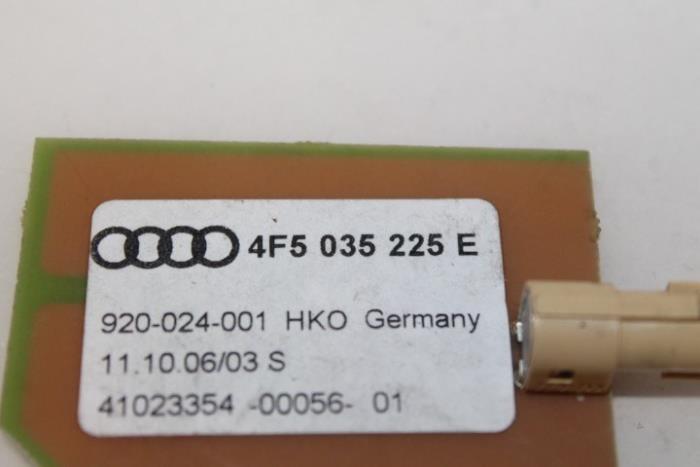 4F5 035 225 E
920-024-001 HKO Germany
11.10.06/03 S
41023354 -00056- 01